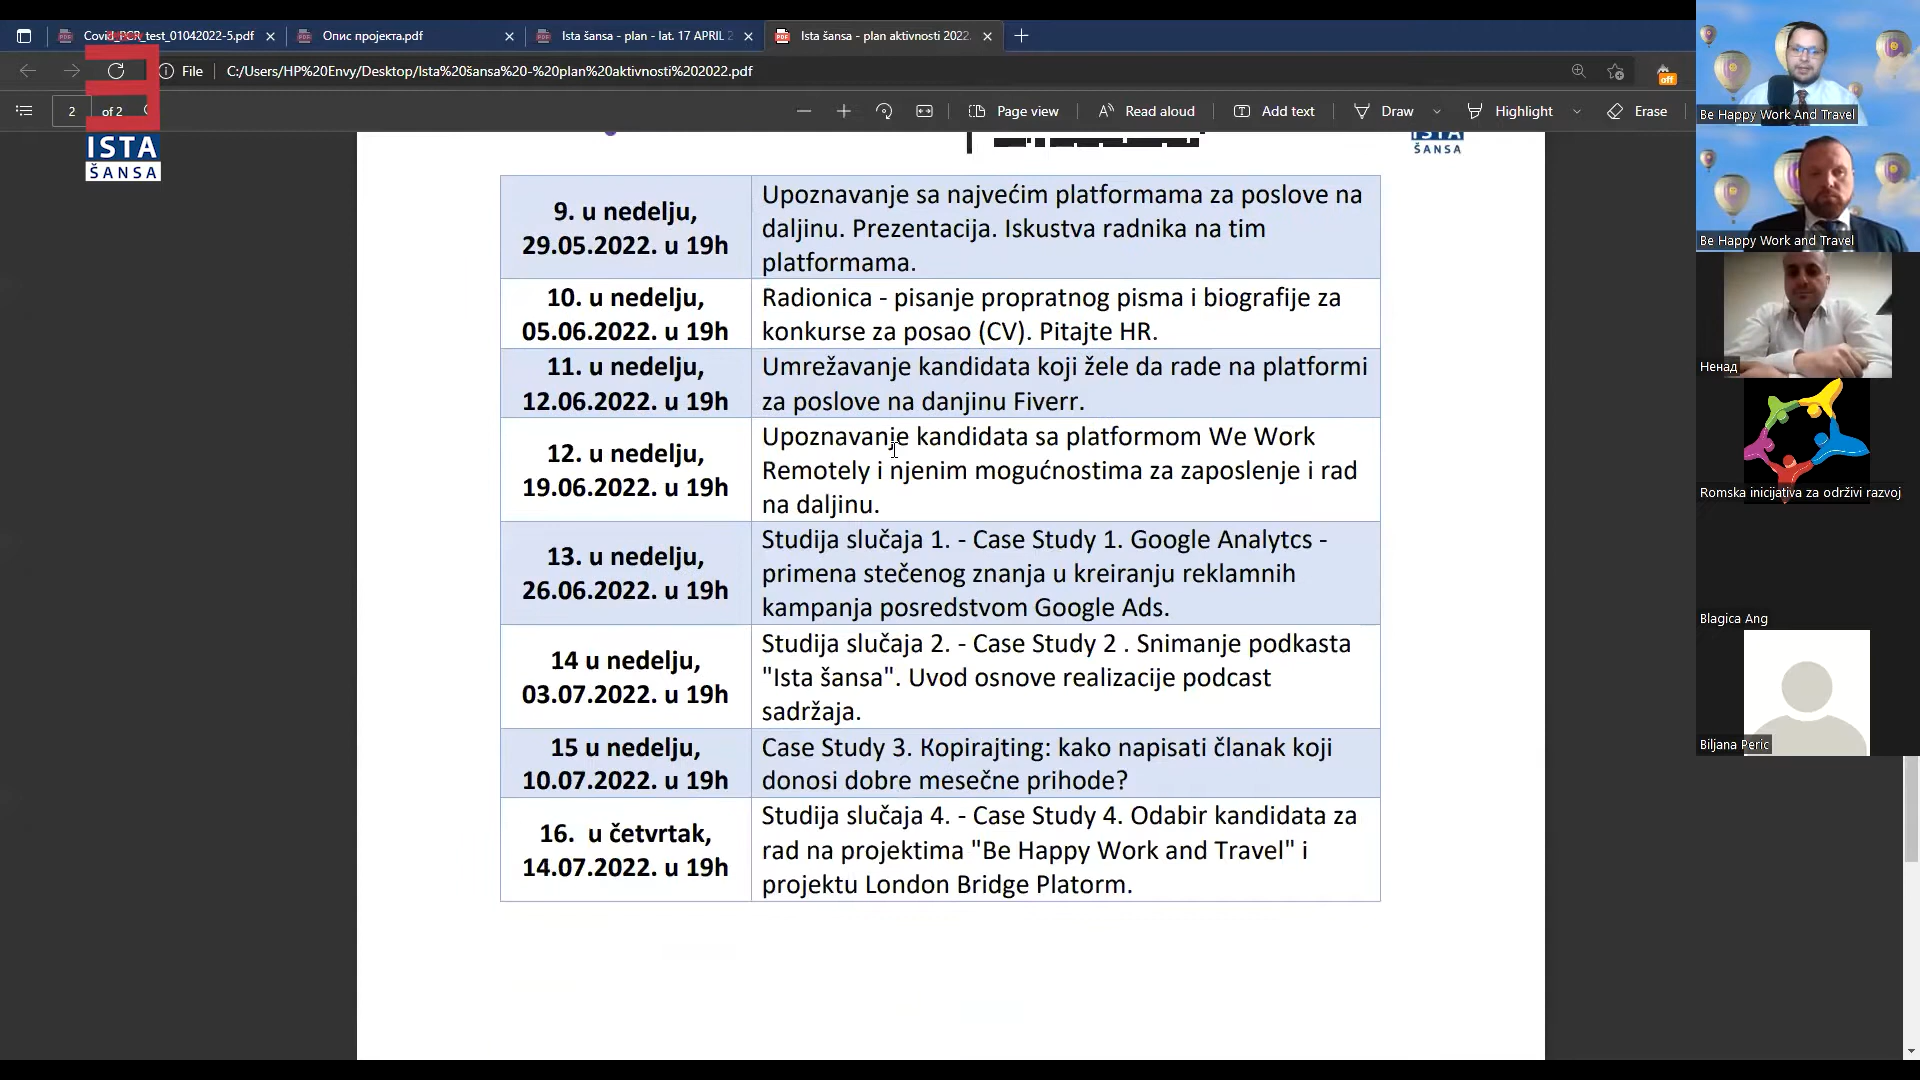 Covid_PCR_test_01042022-5.pdf
Опис пројекта.pdf
Ista šansa - plan - lat. 17 APRIL 2
Ista šansa - plan aktivnosti 2022.
File
C:/Users/HP%20Envy/Desktop/Ista%20šansa%20-%20plan%20aktivnosti%202022.pdf
off
2
of 2
Page view
Read aloud
Add text
Draw
Highlight
Erase
ISTA
ŠANSA
ISTA
ŠANSA
9. u nedelju,
29.05.2022. u 19h
Upoznavanje sa najvećim platformama za poslove na
daljinu. Prezentacija. Iskustva radnika na tim
platformama.
10. u nedelju,
05.06.2022. u 19h
Radionica - pisanje propratnog pisma i biografije za
konkurse za posao (CV). Pitajte HR.
11. u nedelju,
12.06.2022. u 19h
Umrežavanje kandidata koji žele da rade na platformi
za poslove na danjinu Fiverr.
12. u nedelju,
19.06.2022. u 19h
Upoznavanje kandidata sa platformom We Work
Remotely i njenim mogućnostima za zaposlenje i rad
na daljinu.
13. u nedelju,
26.06.2022. u 19h
Studija slučaja 1. - Case Study 1. Google Analytcs -
primena stečenog znanja u kreiranju reklamnih
kampanja posredstvom Google Ads.
14 u nedelju,
03.07.2022. u 19h
Studija slučaja 2. - Case Study 2 . Snimanje podkasta
"Ista šansa". Uvod osnove realizacije podcast
sadržaja.
15 u nedelju,
10.07.2022. u 19h
Case Study 3. Kopirajting: kako napisati članak koji
donosi dobre mesečne prihode?
16.  u četvrtak,
14.07.2022. u 19h
Studija slučaja 4. - Case Study 4. Odabir kandidata za
rad na projektima "Be Happy Work and Travel" i
projektu London Bridge Platorm.
Be Happy Work And Travel
Be Happy Work and Travel
Ненад
Romska inicijativa za održivi razvoj
Blagica Ang
Biljana Peric